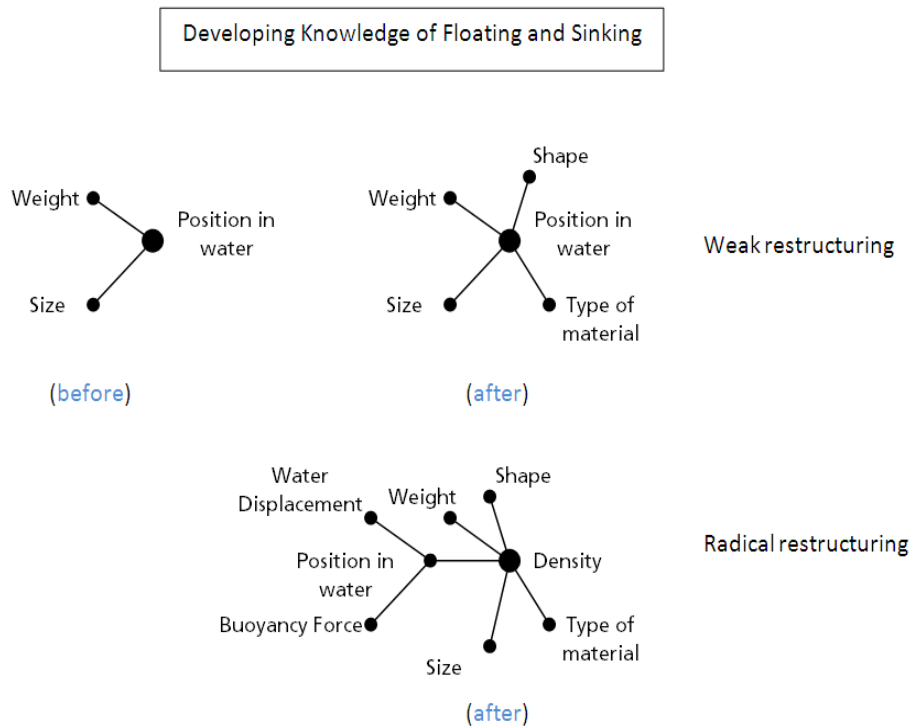 Developing Knowledge of Floating and Sinking
Shape
Weight
Position in
water
Size
(before)
Weight
Position in
water
Size
Type of
material
(after)
Weak restructuring
Water
Displacement
Weight
Shape
Position in
water
Density
Buoyancy Force
Type of
material
Size
(after)
Radical restructuring